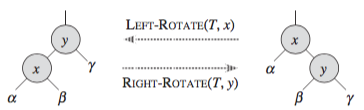 LEFT-ROTATE(T, x)
y
x
x
γ
α
y
RIGHT-ROTATE(T, y)
α
β
β
γ